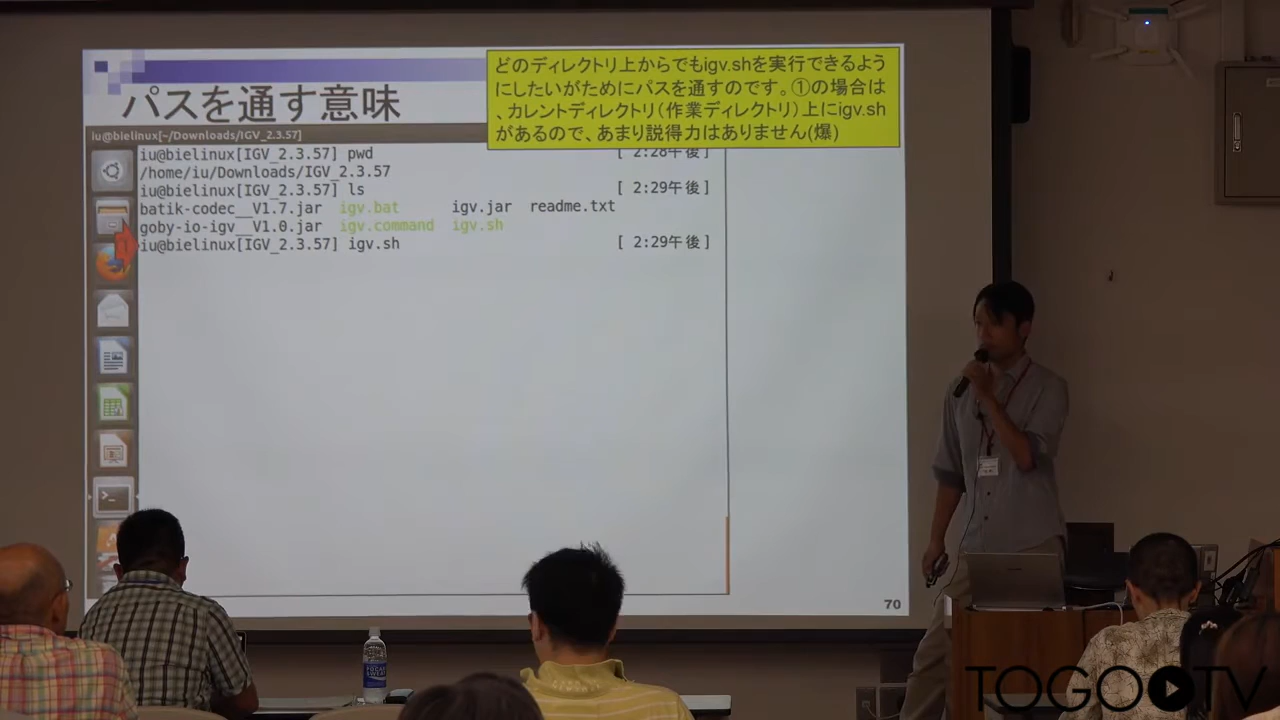 パスを通す意味
どのディレクトリ上からでもigv.shを実行できるよう
にしたいがためにパスを通すのです。①の場合は
、カレントディレクトリ(作業ディレクトリ)上にigv.sh
があるので、あまり説得力はありません(爆)
iu@bielinux[~/Downloads/IGV_2.3.57]
iu@bielinux[IGV_2.3.57] pwd [ 2:28午後]
/home/iu/Downloads/IGV_2.3.57
iu@bielinux[IGV_2.3.57] ls [ 2:29午後]
batik-codec__V1.7.jar igv.bat igv.jar readme.txt
goby-io-igv__V1.0.jar igv.command igv.sh
iu@bielinux[IGV_2.3.57] igv.sh [ 2:29午後]
70
POCARI
SWEAT
TOGOTV